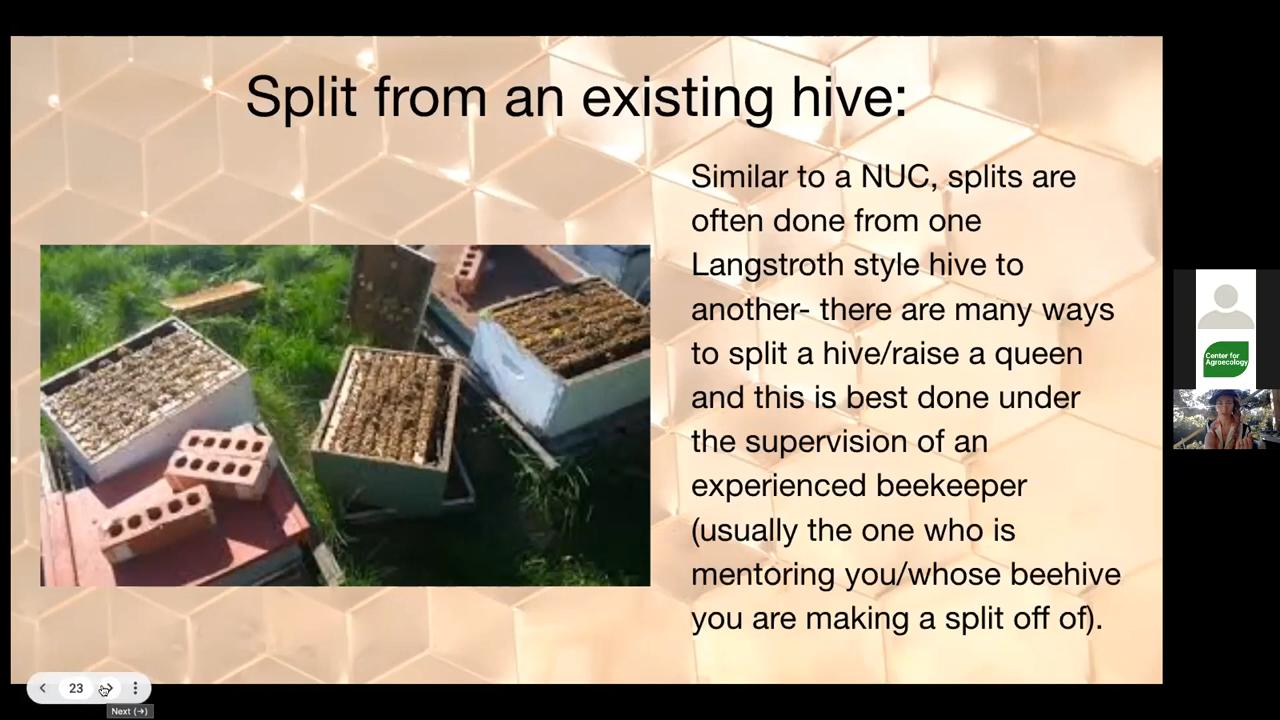 Split from an existing hive:
Similar to a NUC, splits are
often done from one
Langstroth style hive to
another- there are many ways
to split a hive/raise a queen
and this is best done under
the supervision of an
experienced beekeeper
(usually the one who is
mentoring you/whose beehive
you are making a split off of).
Center for
Agroecology
23
Next (→)